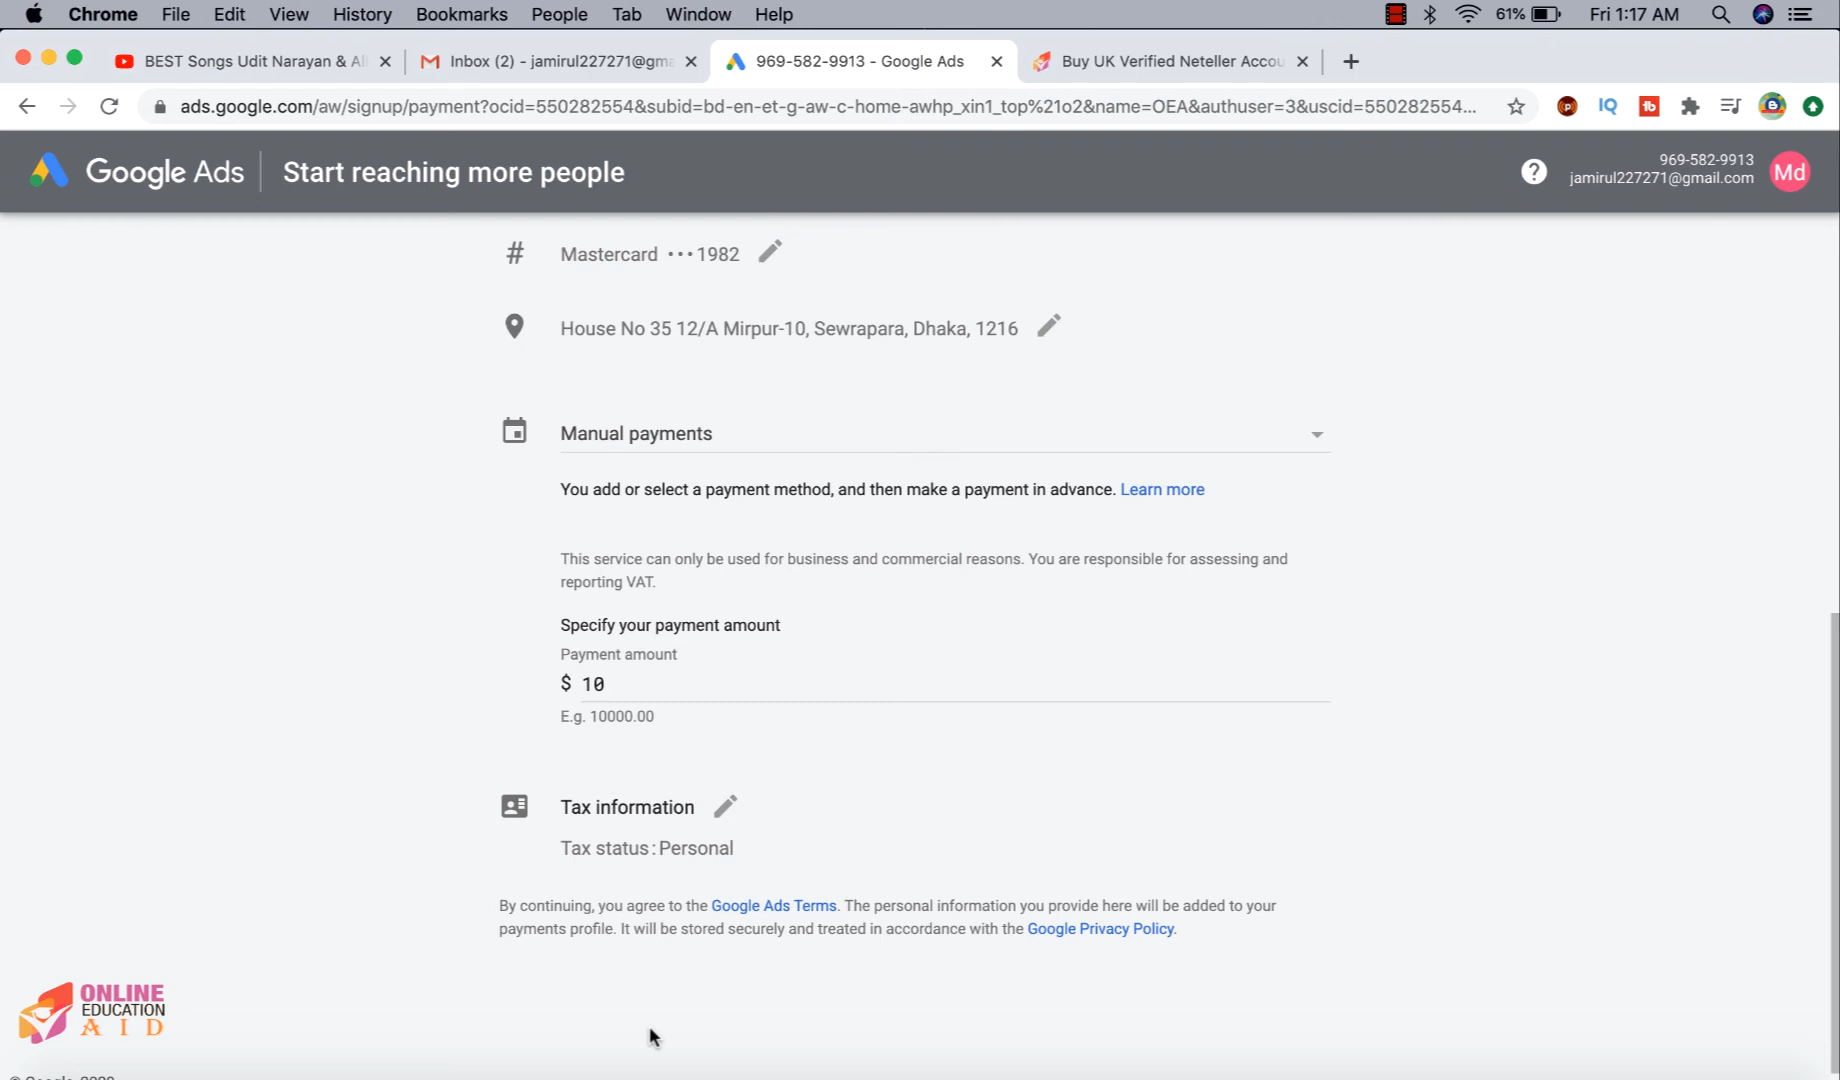 Chrome File Edit View History Bookmarks People Tab Window Help 61% Fri 1:17 AM
BEST Songs Udit Narayan & Al Inbox (2) - jamirul227271@gma 969-582-9913 - Google Ads Buy UK Verified Neteller Accou
ads.google.com/aw/signup/payment?ocid=550282554&subid=bd-en-et-g-aw-c-home-awhp_xin1_top%21o2&name=OEA&authuser=3&uscid=550282554...
Google Ads Start reaching more people ? 969-582-9913
jamirul227271@gmail.com Md
# Mastercard •••1982
House No 35 12/A Mirpur-10, Sewrapara, Dhaka, 1216
Manual payments
You add or select a payment method, and then make a payment in advance. Learn more
This service can only be used for business and commercial reasons. You are responsible for assessing and
reporting VAT.
Specify your payment amount
Payment amount
$ 10
E.g. 10000.00
Tax information
Tax status: Personal
By continuing, you agree to the Google Ads Terms. The personal information you provide here will be added to your
payments profile. It will be stored securely and treated in accordance with the Google Privacy Policy.
ONLINE
EDUCATION
AID